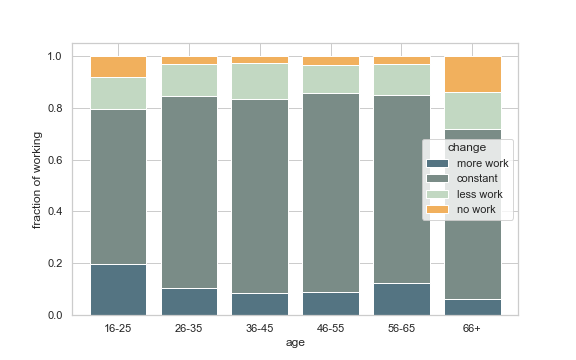 1.0
0.8
0.6
0.4
0.2
0.0
fraction of working
change
more work
constant
less work
no work
16-25 26-35 36-45 46-55 56-65 66+
age